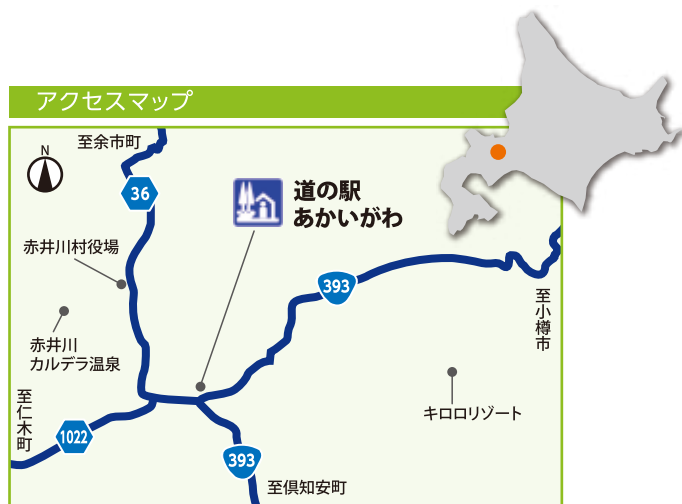 アクセスマップ
至余市町
N
36
道の駅
あかいがわ
赤井川村役場
393
至小樽市
赤井川
カルデラ温泉
キロロリゾート
至仁木町
1022
393
至倶知安町